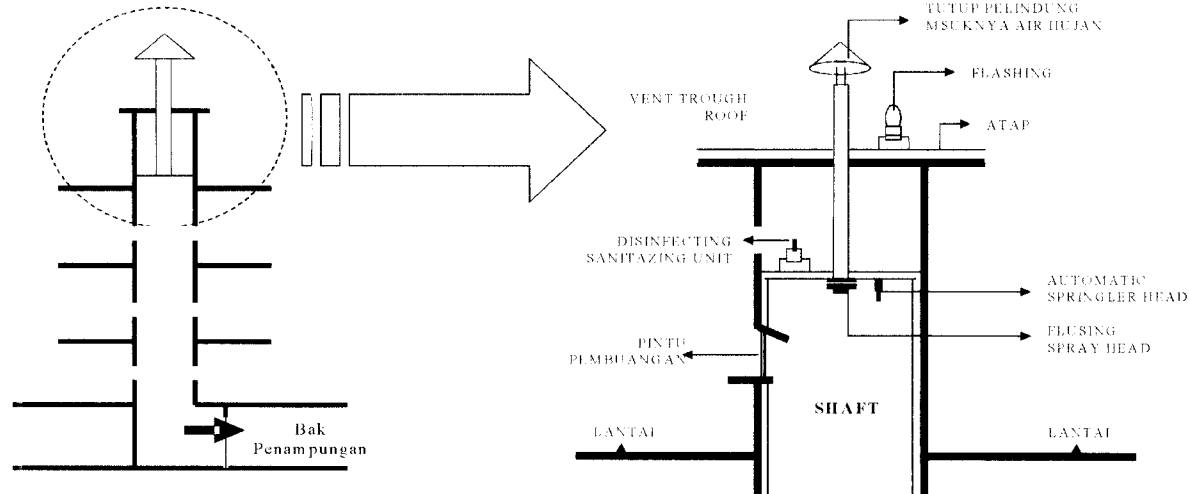 TUTUP PELINDUNG
MSUKNYA AIR HUJAN
FLASHING
VENT TROUGH
ROOF
ATAP
DISINFECTING
SANITAZING UNIT
AUTOMATIC
SPRINGLER HEAD
FLUSING
SPRAY HEAD
PINTU
PEMBUANGAN
SHAFT
Bak
Penampungan
LANTAI
LANTAI